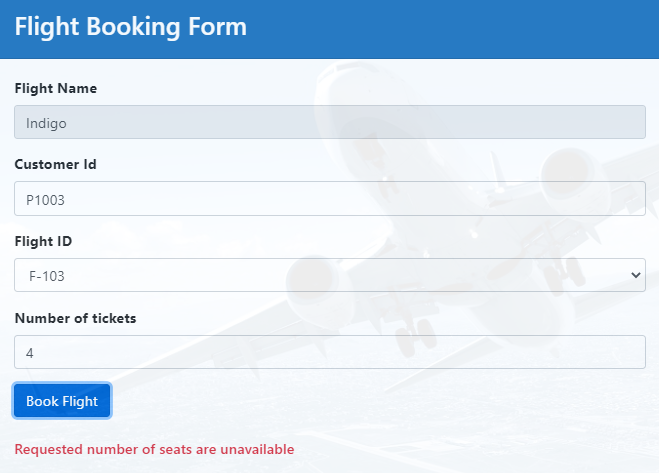 Flight Booking Form
Flight Name
Indigo
Customer Id
P1003
Flight ID
F-103
Number of tickets
4
Book Flight
Requested number of seats are unavailable